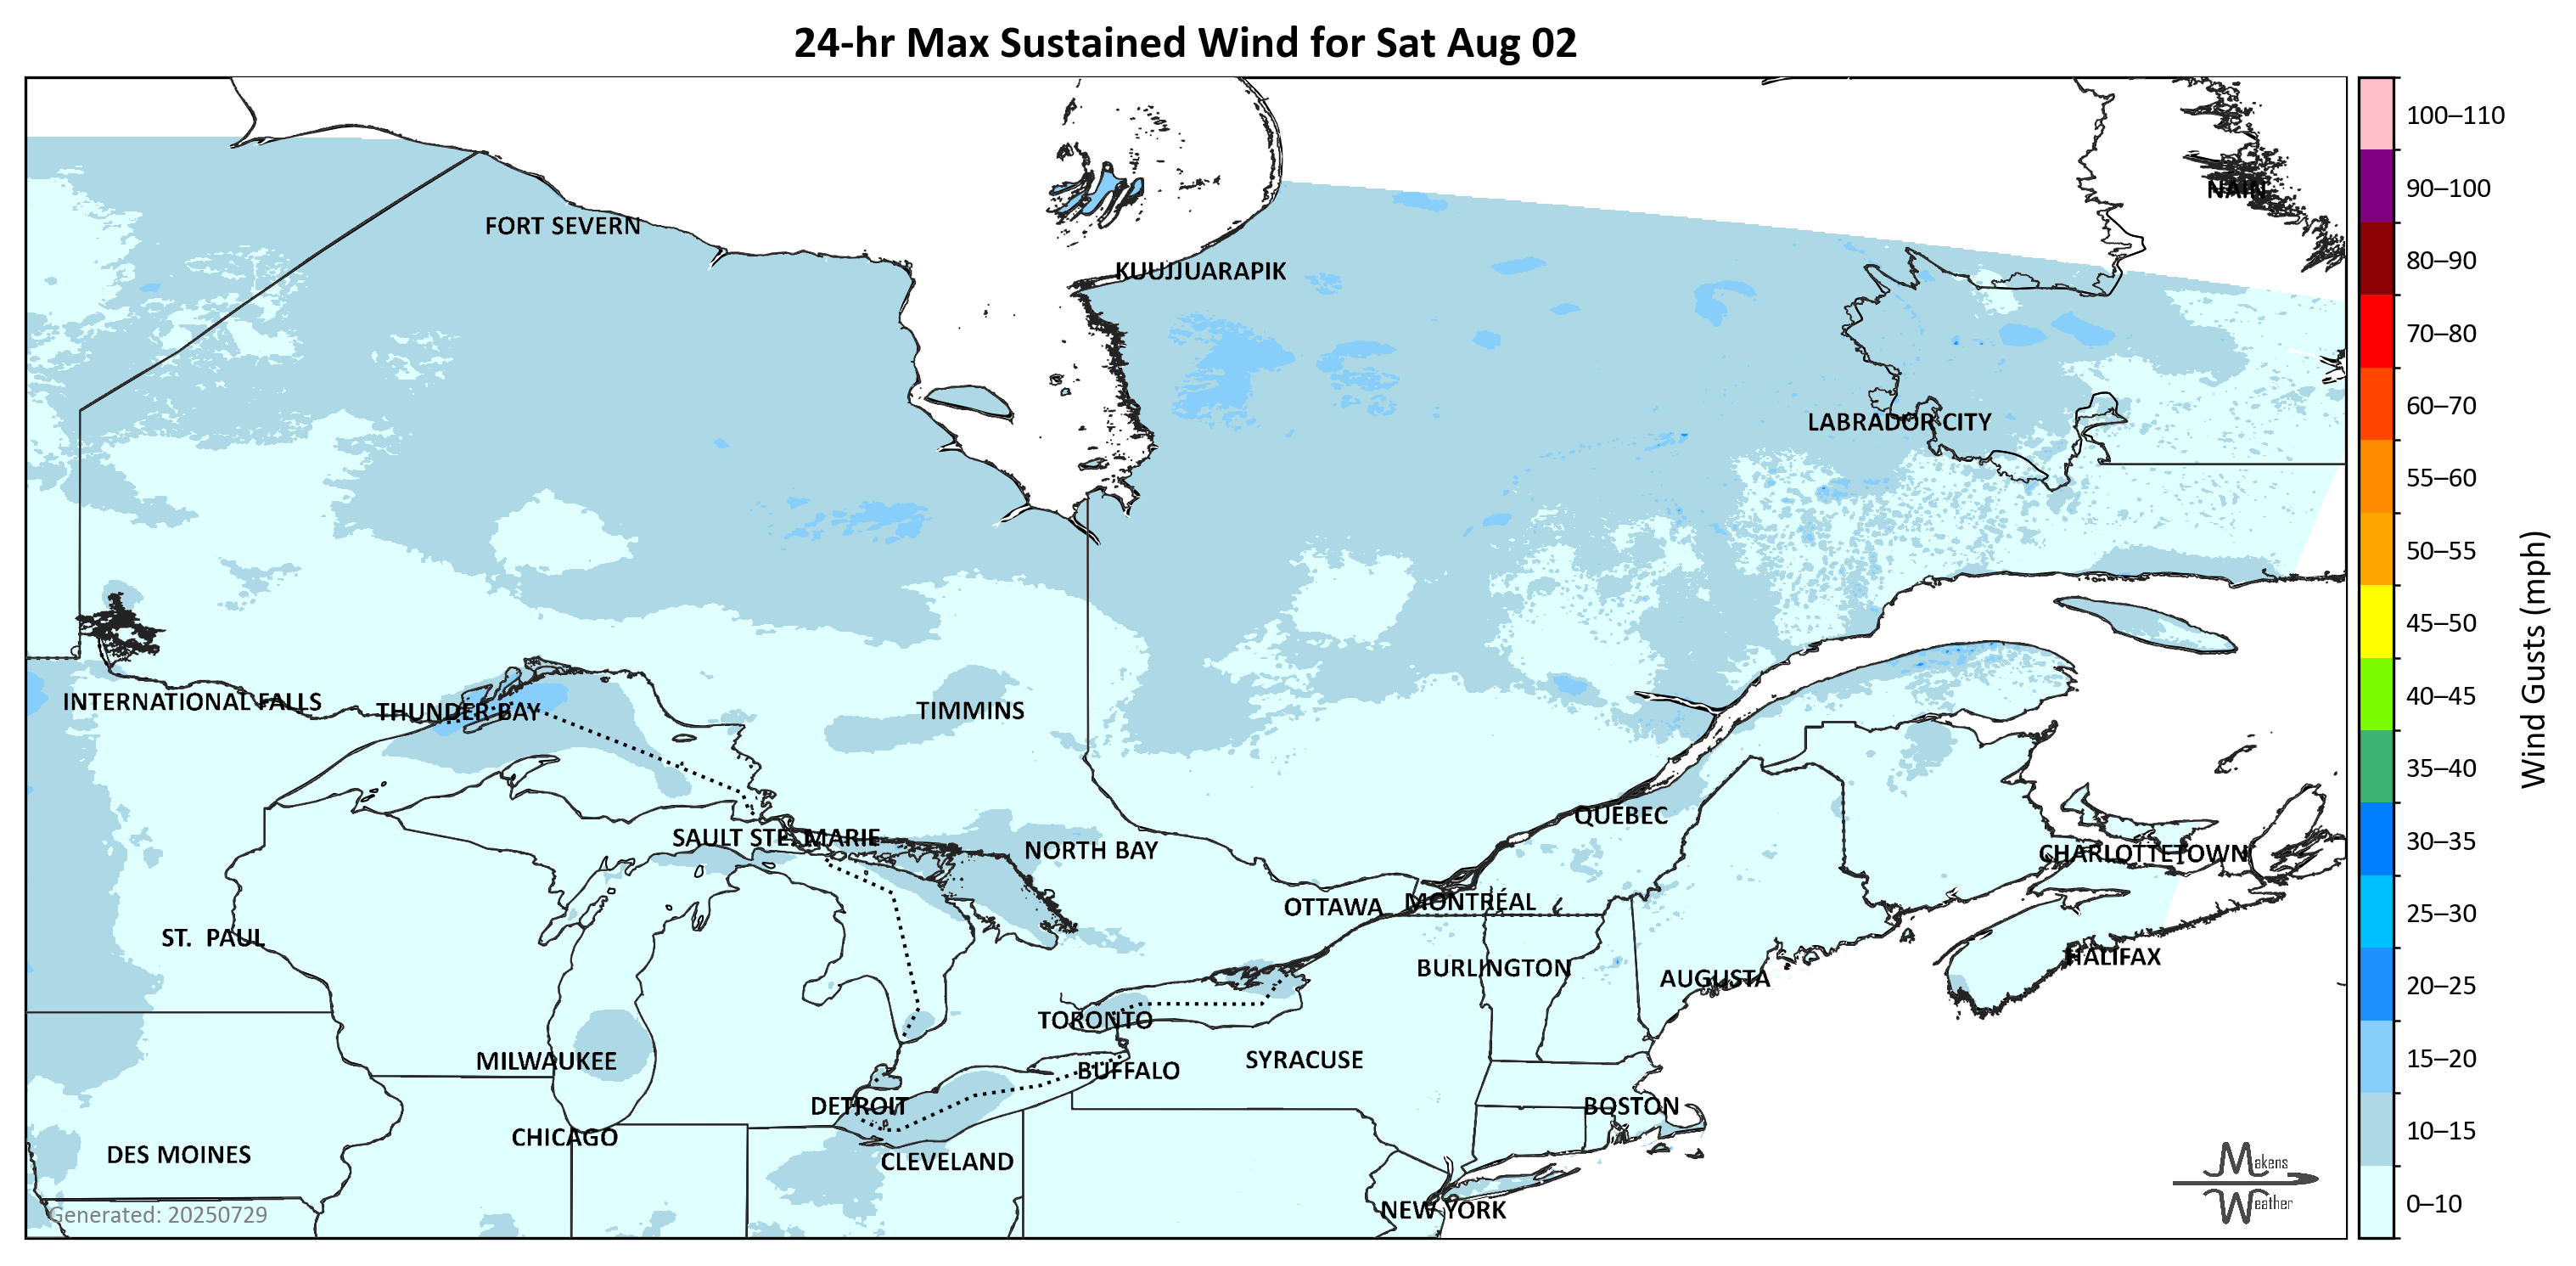 24-hr Max Sustained Wind for Sat Aug 02
100–110
90–100
80–90
70–80
60–70
55–60
50–55
45–50
40–45
35–40
30–35
25–30
20–25
15–20
10–15
0–10
Wind Gusts (mph)
NAIN
FORT SEVERN
KUUJJUARAPIK
LABRADOR CITY
INTERNATIONAL FALLS
THUNDER BAY
TIMMINS
QUEBEC
SAULT STE. MARIE
NORTH BAY
CHARLOTTETOWN
OTTAWA
MONTRÉAL
ST. PAUL
HALIFAX
BURLINGTON
AUGUSTA
TORONTO
MILWAUKEE
SYRACUSE
BUFFALO
DETROIT
BOSTON
CHICAGO
DES MOINES
CLEVELAND
NEW YORK
Generated: 20250729
Makens
Weather